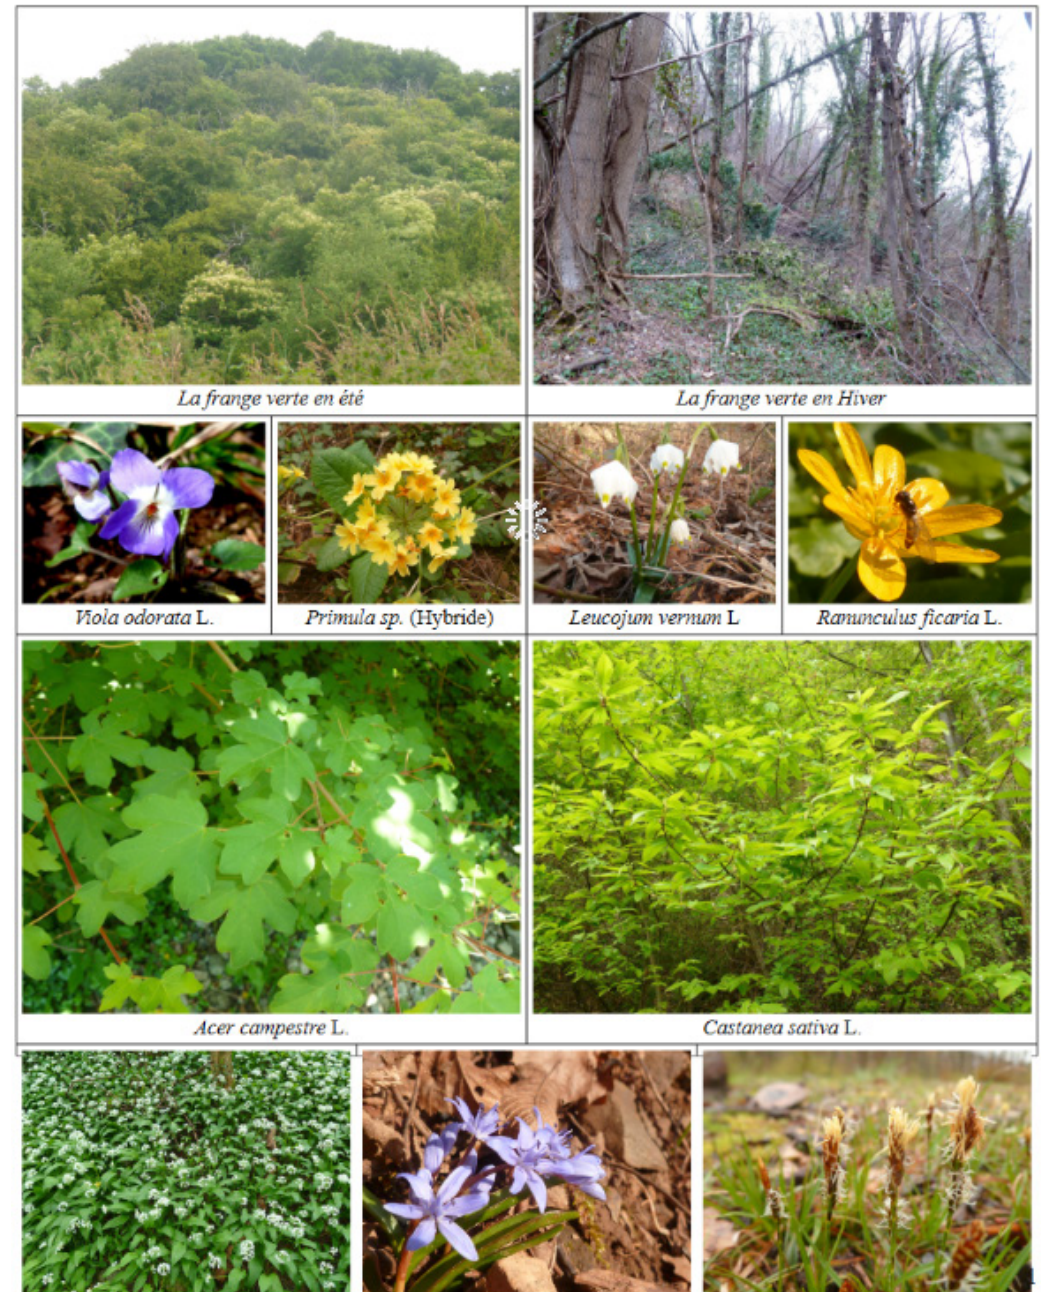 La frange verte en été
La frange verte en Hiver
Viola odorata L.
Primula sp. (Hybride)
Leucojum vernum L
Ranunculus ficaria L.
Acer campestre L.
Castanea sativa L.